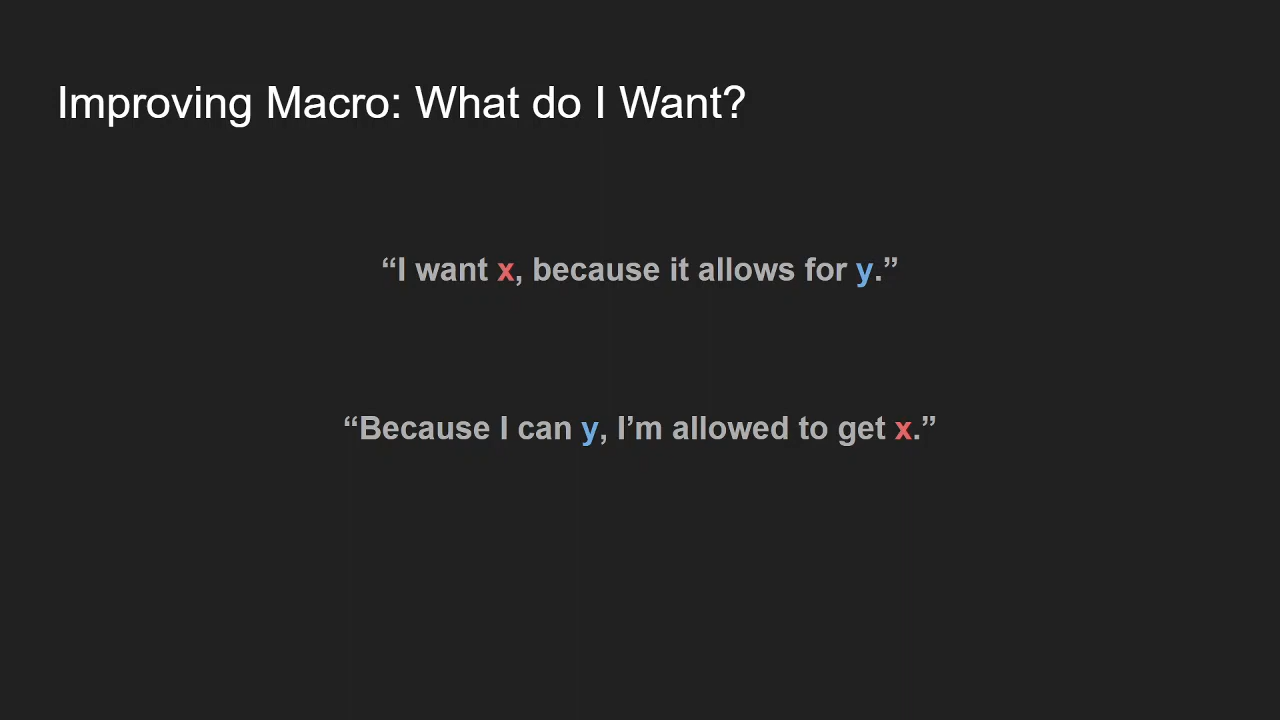 Improving Macro: What do I Want?
“I want x, because it allows for y.”
“Because I can y, I’m allowed to get x.”